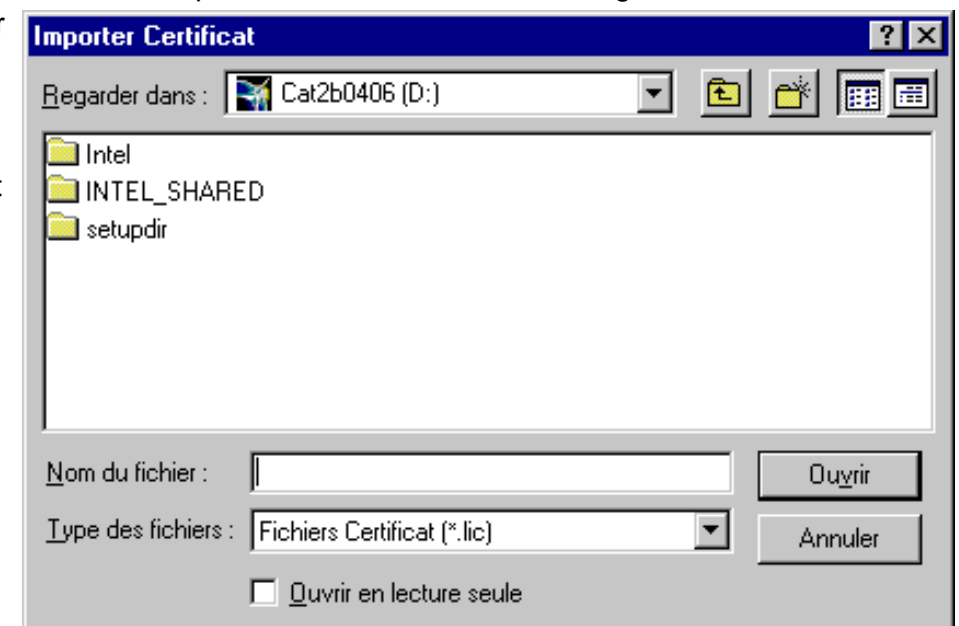 Importer Certificat
Regarder dans : Cat2b0406 (D:)
Intel
INTEL_SHARED
setupdir
Nom du fichier :
Ouvrir
Type des fichiers : Fichiers Certificat (*.lic)
Annuler
Ouvrir en lecture seule